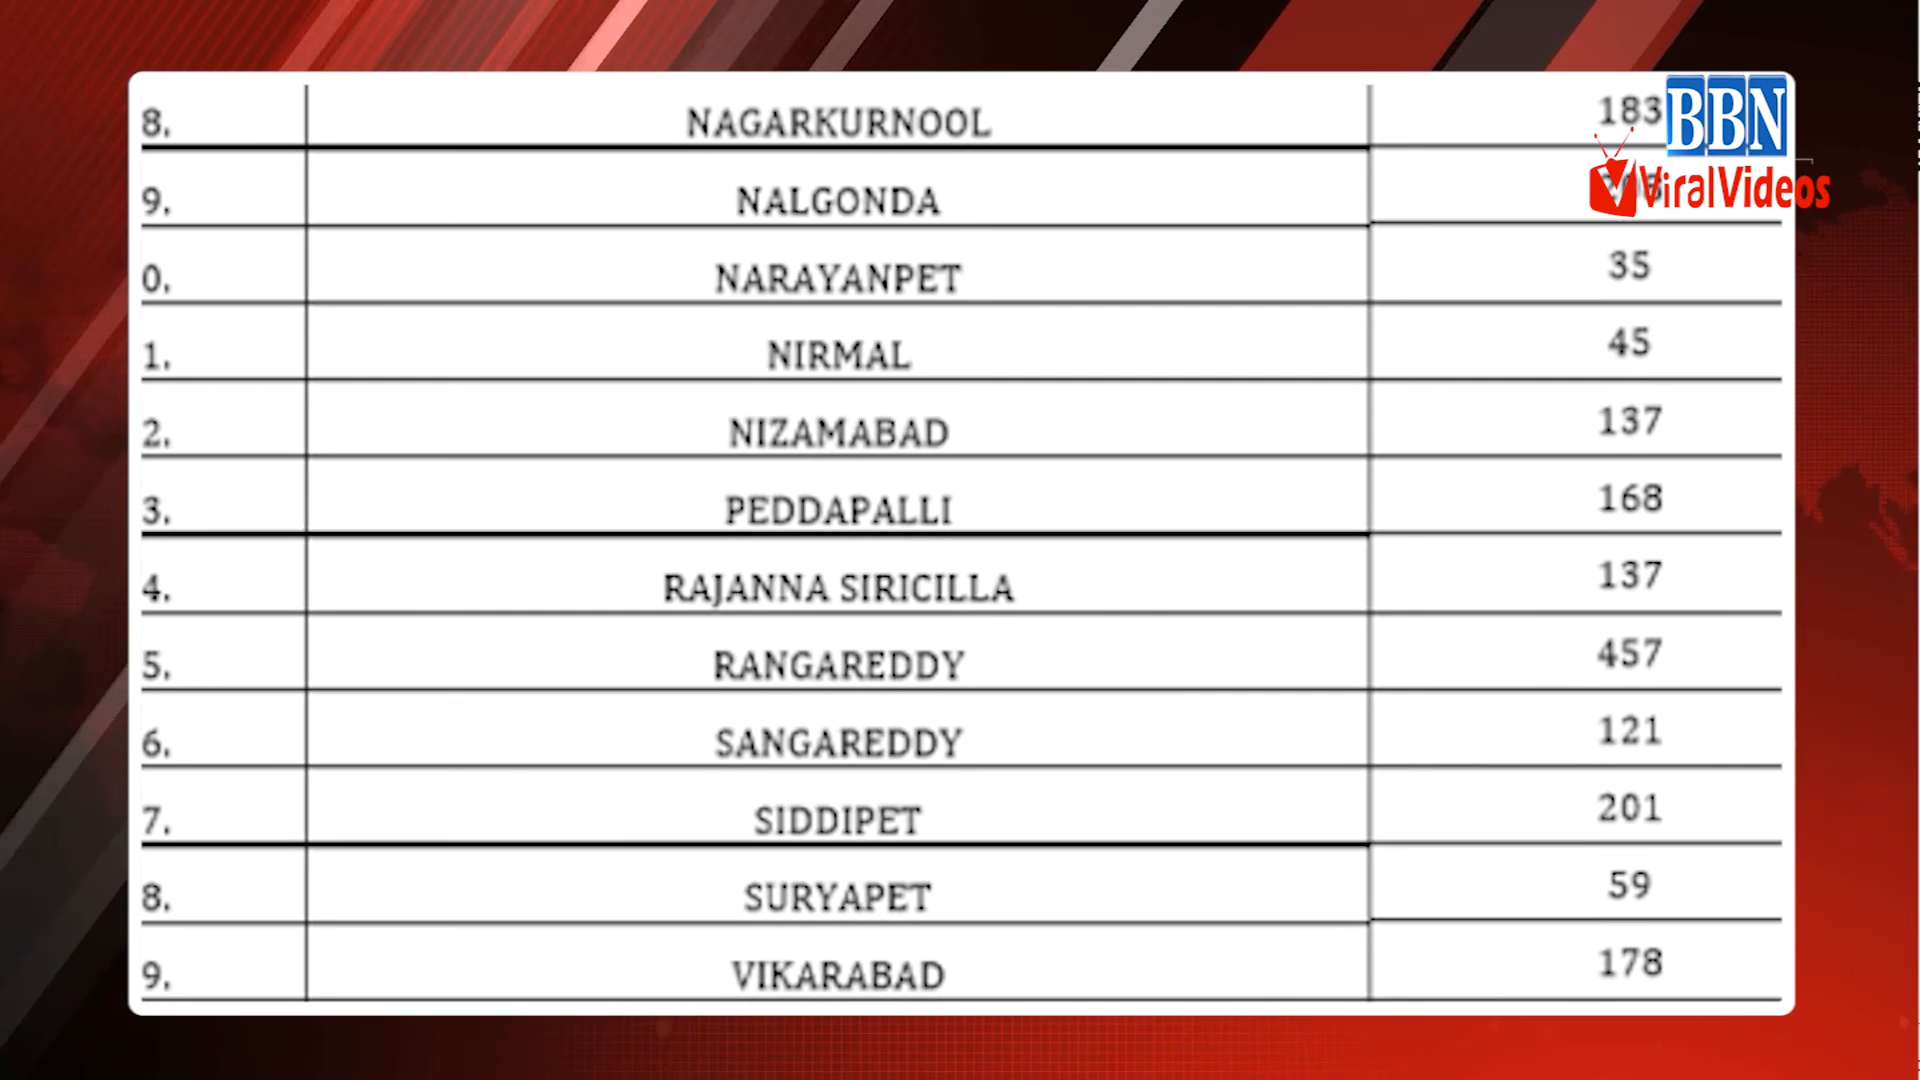 8. NAGARKURNOOL 183
BBN
9. NALGONDA
ViralVideos
0. NARAYANPET 35
1. NIRMAL 45
2. NIZAMABAD 137
3. PEDDAPALLI 168
4. RAJANNA SIRICILLA 137
5. RANGAREDDY 457
6. SANGAREDDY 121
7. SIDDIPET 201
8. SURYAPET 59
9. VIKARABAD 178